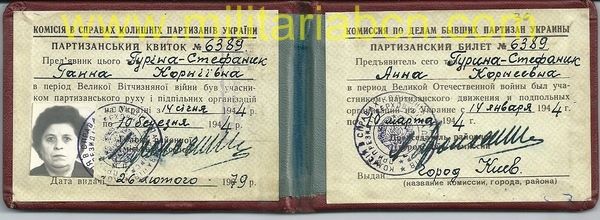 www.militariabcn.com
КОМІСІЯ В СПРАВАХ КОЛИШНІХ ПАРТИЗАНІВ УКРАЇНИ
ПАРТИЗАНСЬКИЙ КВИТОК № 6389
Пред'явник цього Гуріна-Стефаник
Ганна Корніївна
в період Великої Вітчизняної війни був учасником
партизанського руху і підпільних організацій
на Україні з 14 січня 1944
по 10 березня 1944 р.
Дата видачі 26 лютого 1979 р.
КОМИССИЯ ПО ДЕЛАМ БЫВШИХ ПАРТИЗАН УКРАИНЫ
ПАРТИЗАНСКИЙ БИЛЕТ № 6389
Предъявитель сего т. Гурина-Стефаник
Анна Корнеевна
в период Великой Отечественной войны был уча-
стником партизанского движения и подпольных
организаций на Украине с 14 января 1944
по 10 марта 1944 г.
Выдан город Киев.
(название комиссии, города, района)